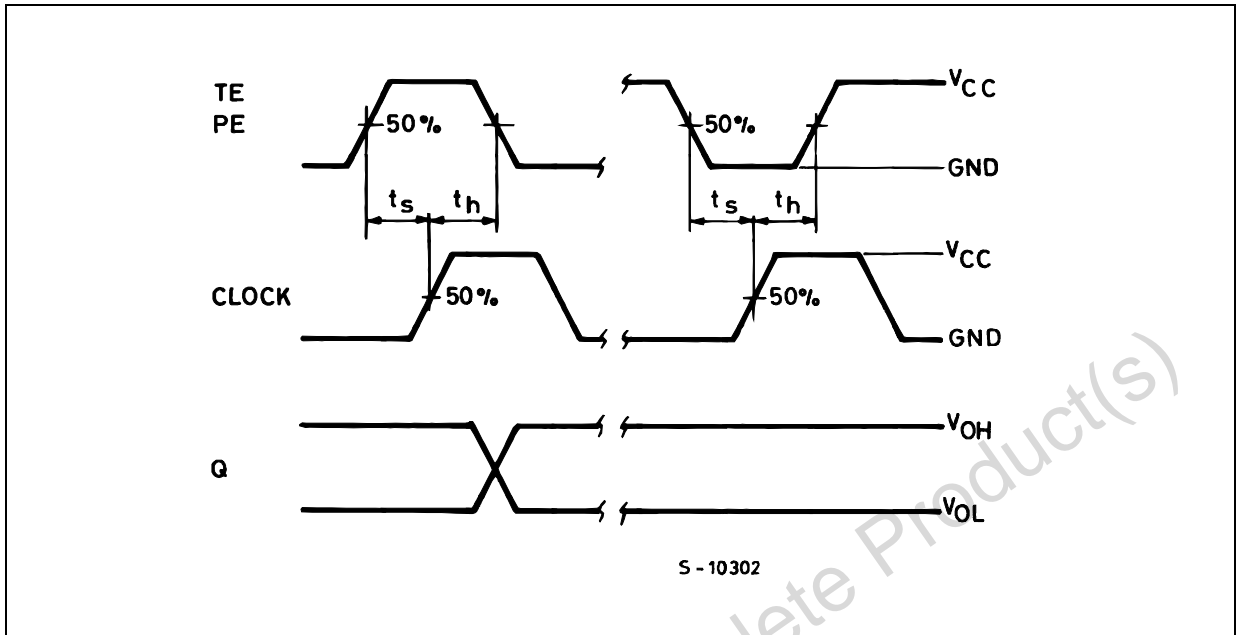 TE
PE
50%
50%
VCC
GND
ts
th
ts
th
CLOCK
50%
50%
VCC
GND
Q
VOH
VOL
S-10302
lete Product(s)